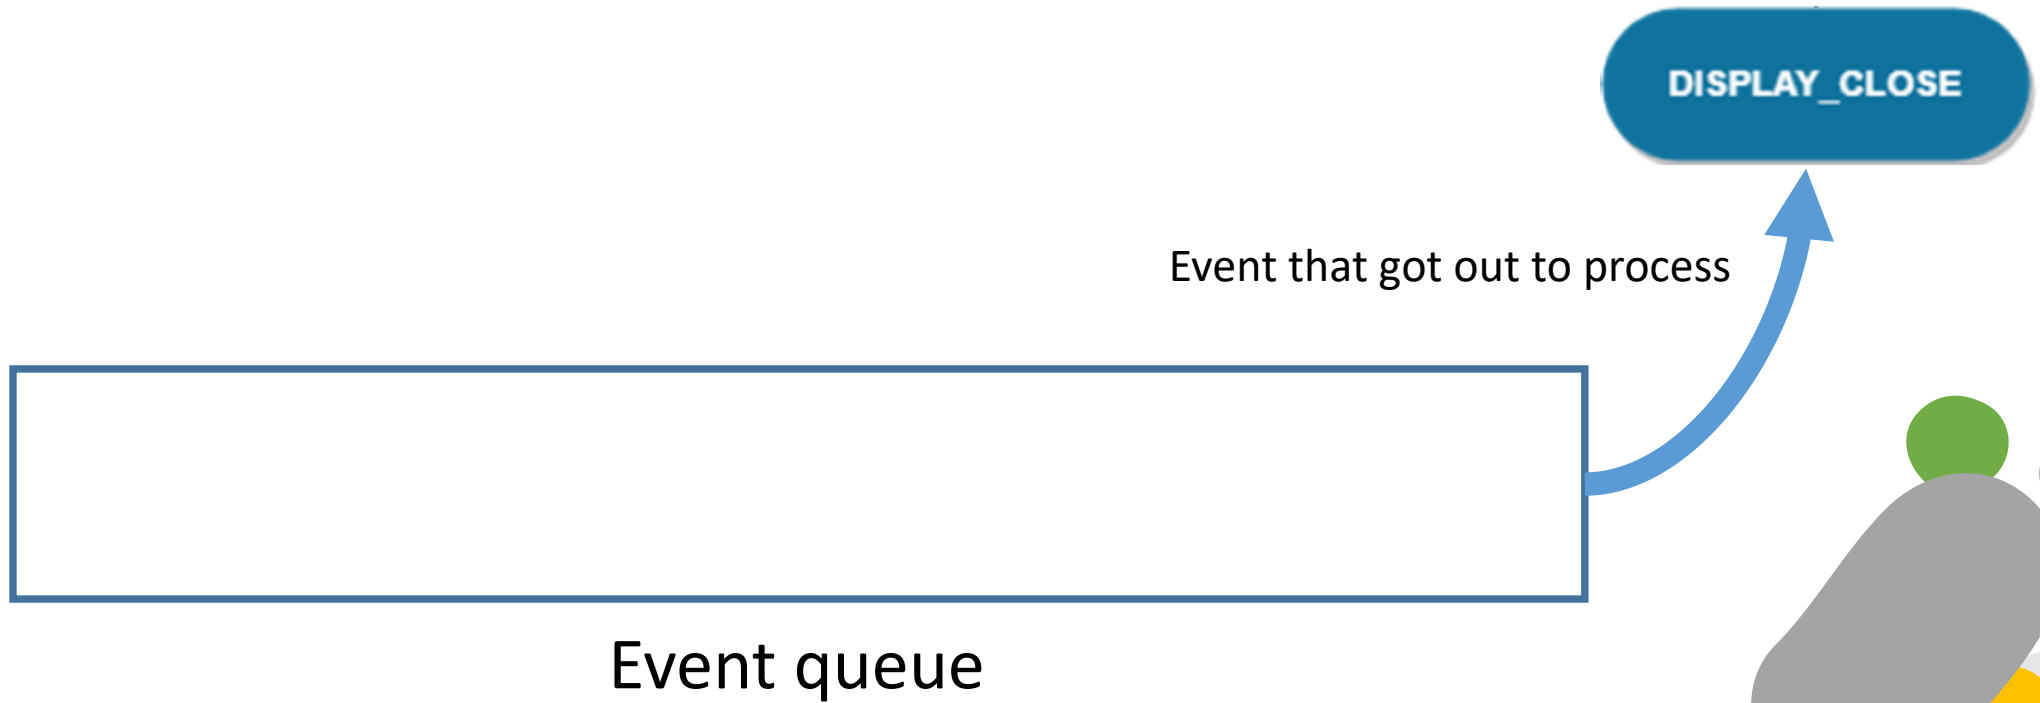 DISPLAY_CLOSE
Event that got out to process
Event queue